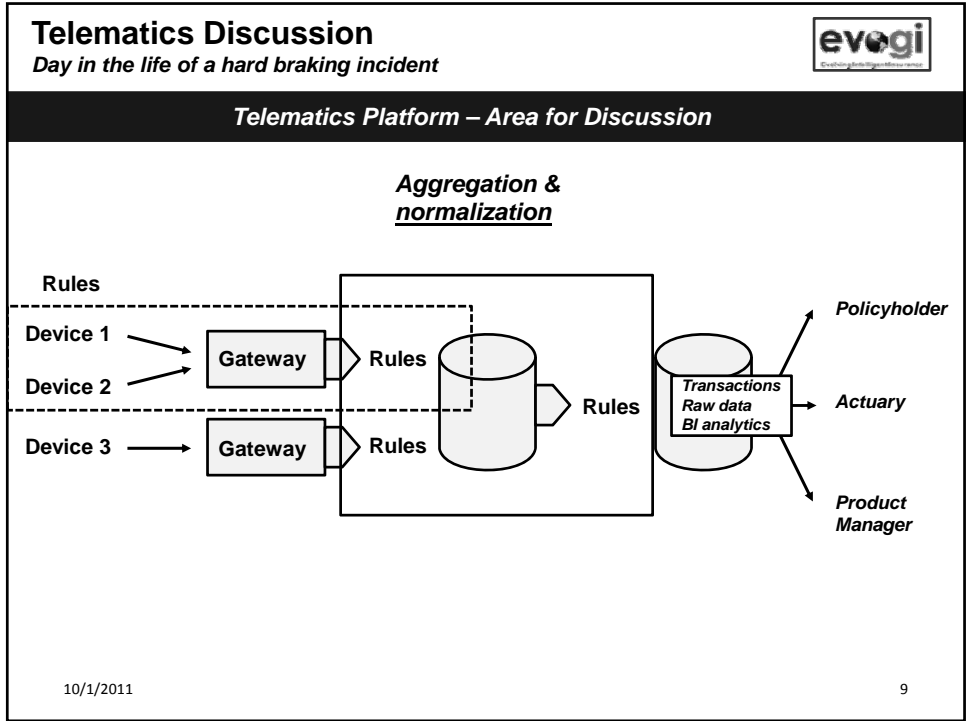 Telematics Discussion
Day in the life of a hard braking incident
evogi
Telematics Platform – Area for Discussion
Aggregation &
normalization
Rules
Device 1
Device 2
Gateway
Rules
Device 3
Gateway
Rules
Rules
Transactions
Raw data
BI analytics
Policyholder
Actuary
Product
Manager
10/1/2011
9